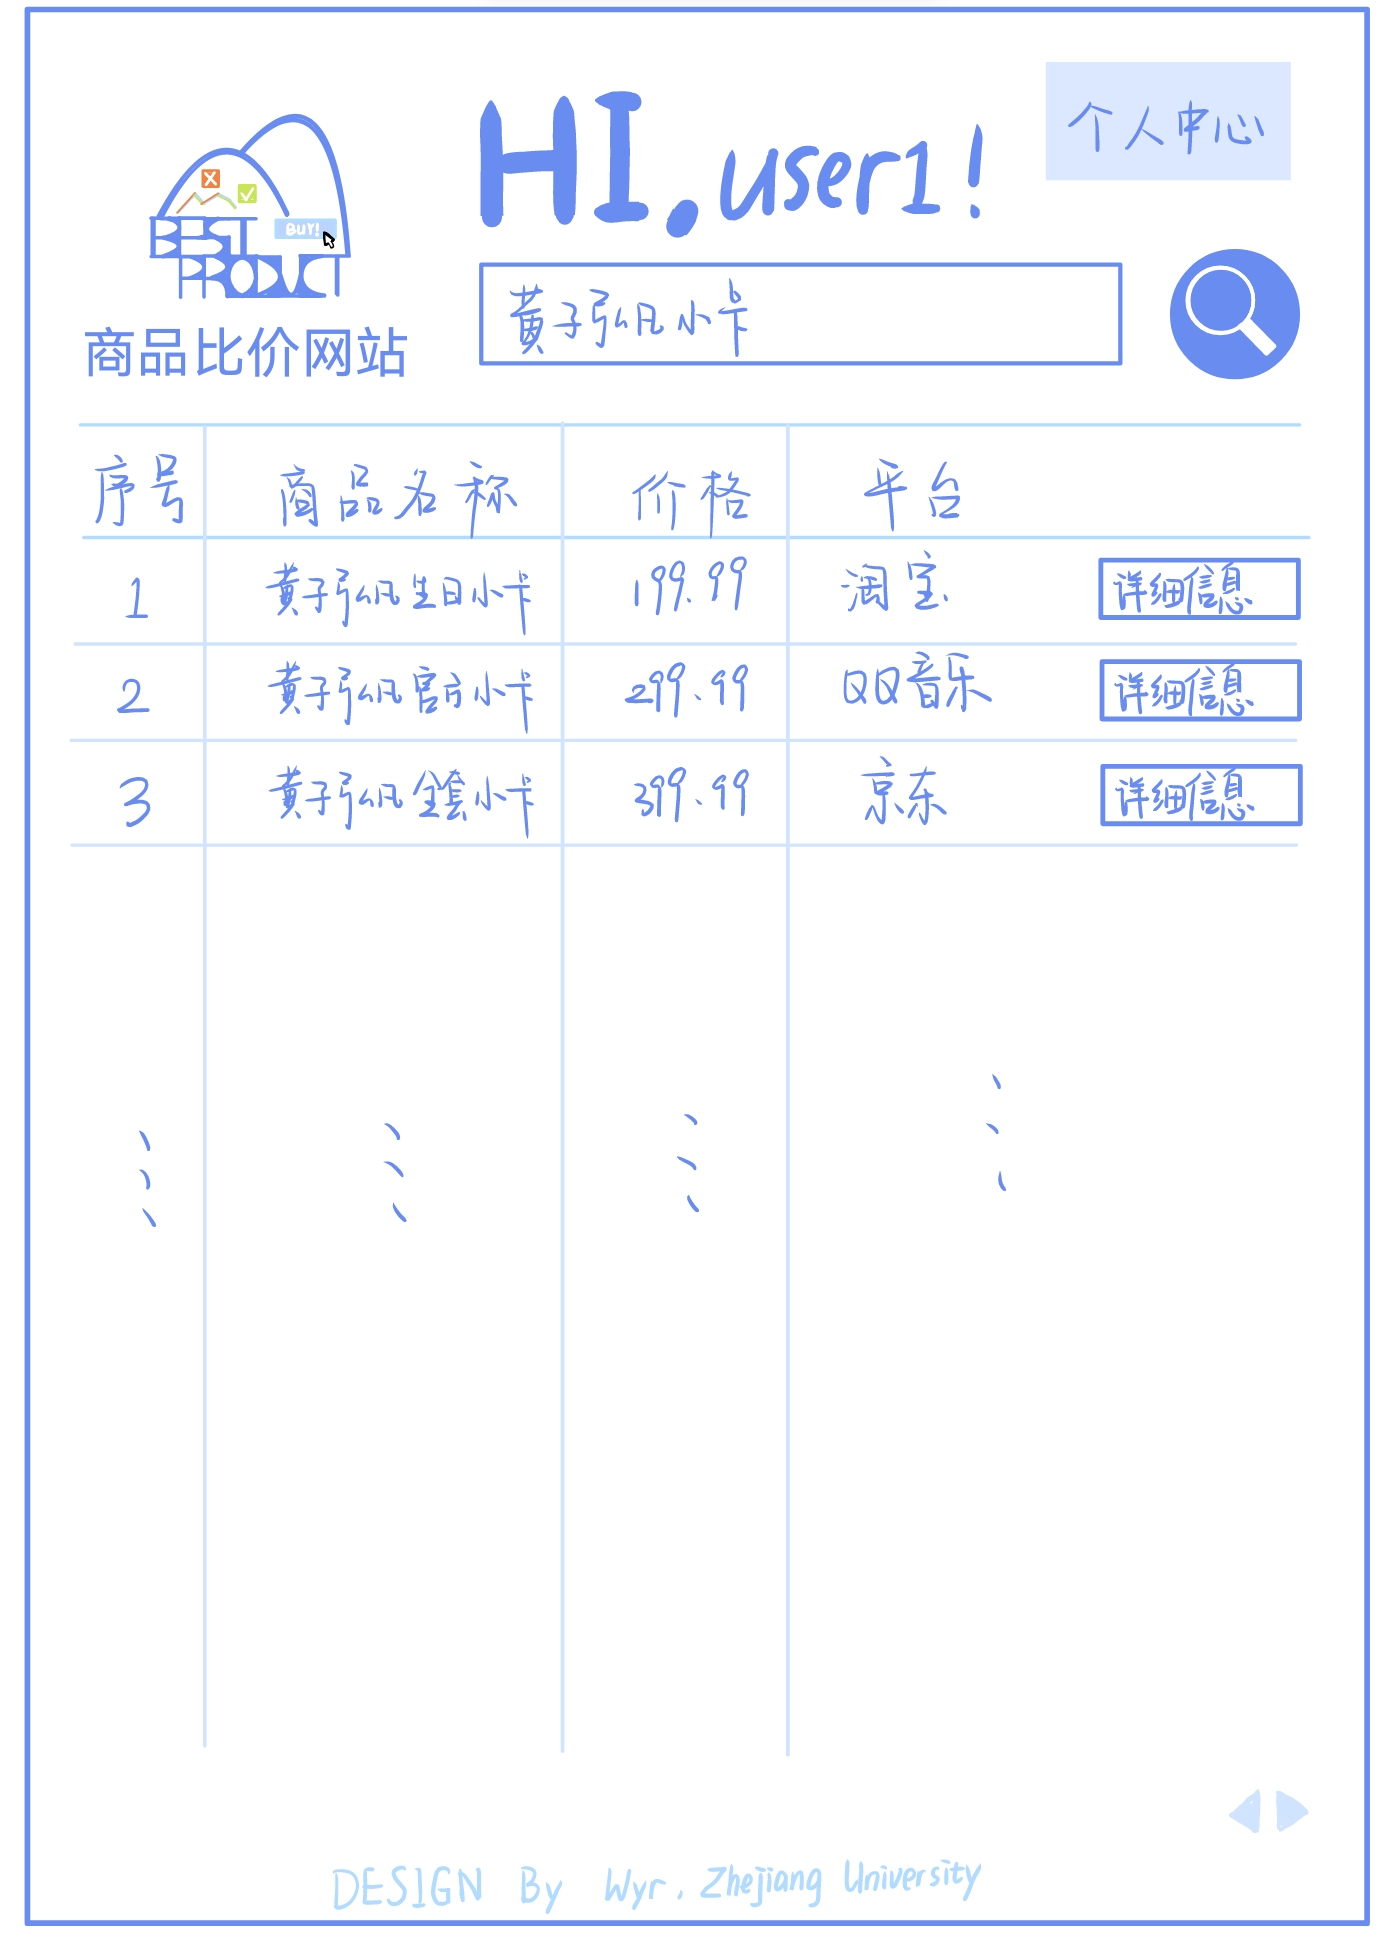 BEST
BUY!
PRODUCT
商品比价网站
HI, user1!
个人中心
黄子弘凡小卡
序号 商品名称 价格 平台
1 黄子弘凡生日小卡 199.99 淘宝 详细信息
2 黄子弘凡官方小卡 299.99 QQ音乐 详细信息
3 黄子弘凡全套小卡 399.99 京东 详细信息
DESIGN By Wyr, Zhejiang University